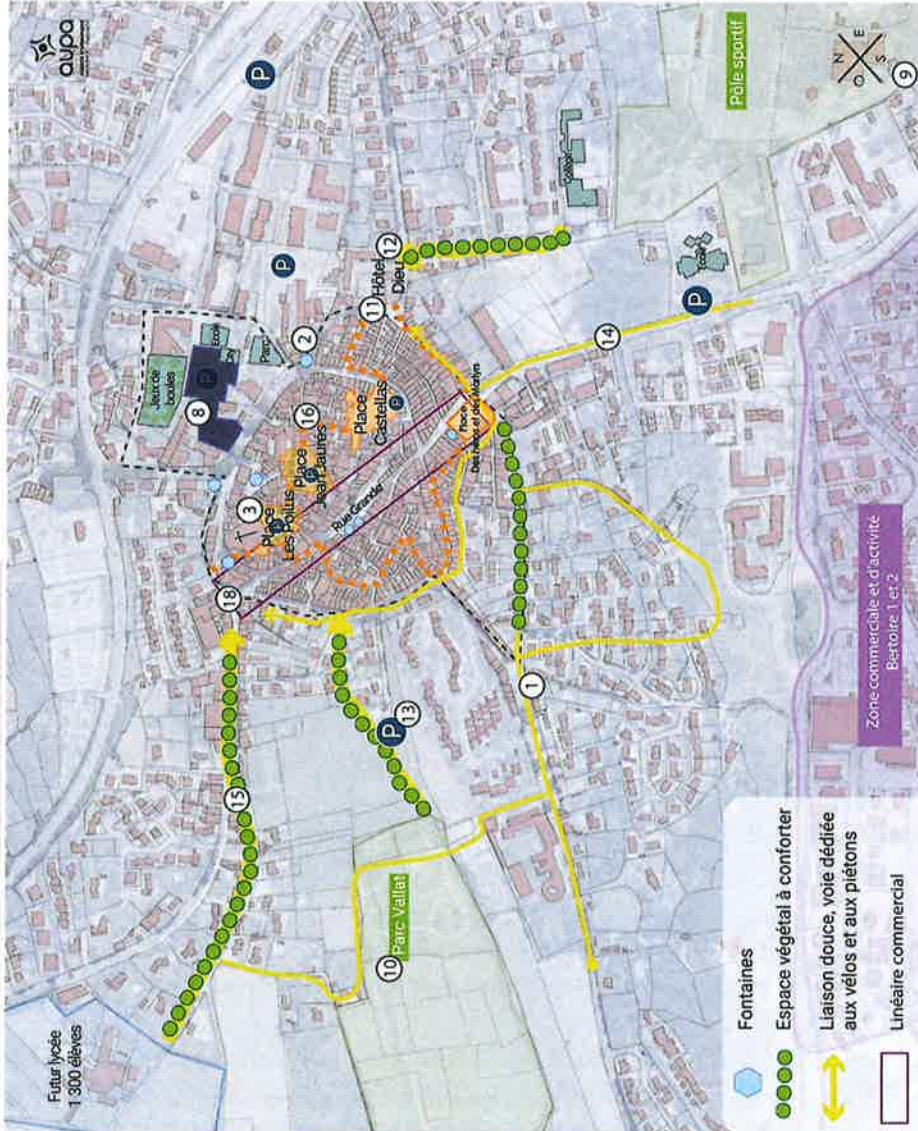 Futur lycée
1 300 élèves
aupa
P
Jeux de
boules
P
8
Parc
2
P
3
Place
Les Poilus
Place
Jean Jaurès
P
16
Place
Castellas
P
11
Hôtel
Dieu
12
Collège
Pôle sportif
N
E
S
O
9
18
Rue Grande
Place
École
P
14
15
P
13
1
10
Parc Vallat
Zone commerciale et d'activité
Bertoire 1 et 2
Fontaines
Espace végétal à conforter
Liaison douce, voie dédiée
aux vélos et aux piétons
Linéaire commercial